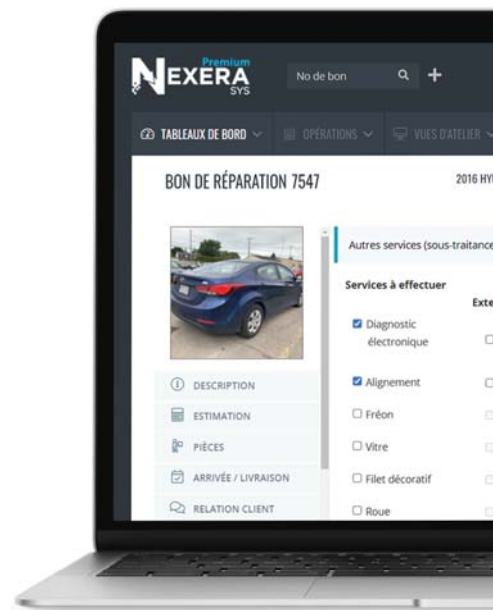 Premium
NEXERA
SYS
No de bon
TABLEAUX DE BORD
OPÉRATIONS
VUES D'ATELIER
BON DE RÉPARATION 7547
2016 HY
Autres services (sous-traitance
Services à effectuer
Exte
Diagnostic
électronique
Alignement
Fréon
Vitre
Filet décoratif
Roue
DESCRIPTION
ESTIMATION
PIÈCES
ARRIVÉE / LIVRAISON
RELATION CLIENT